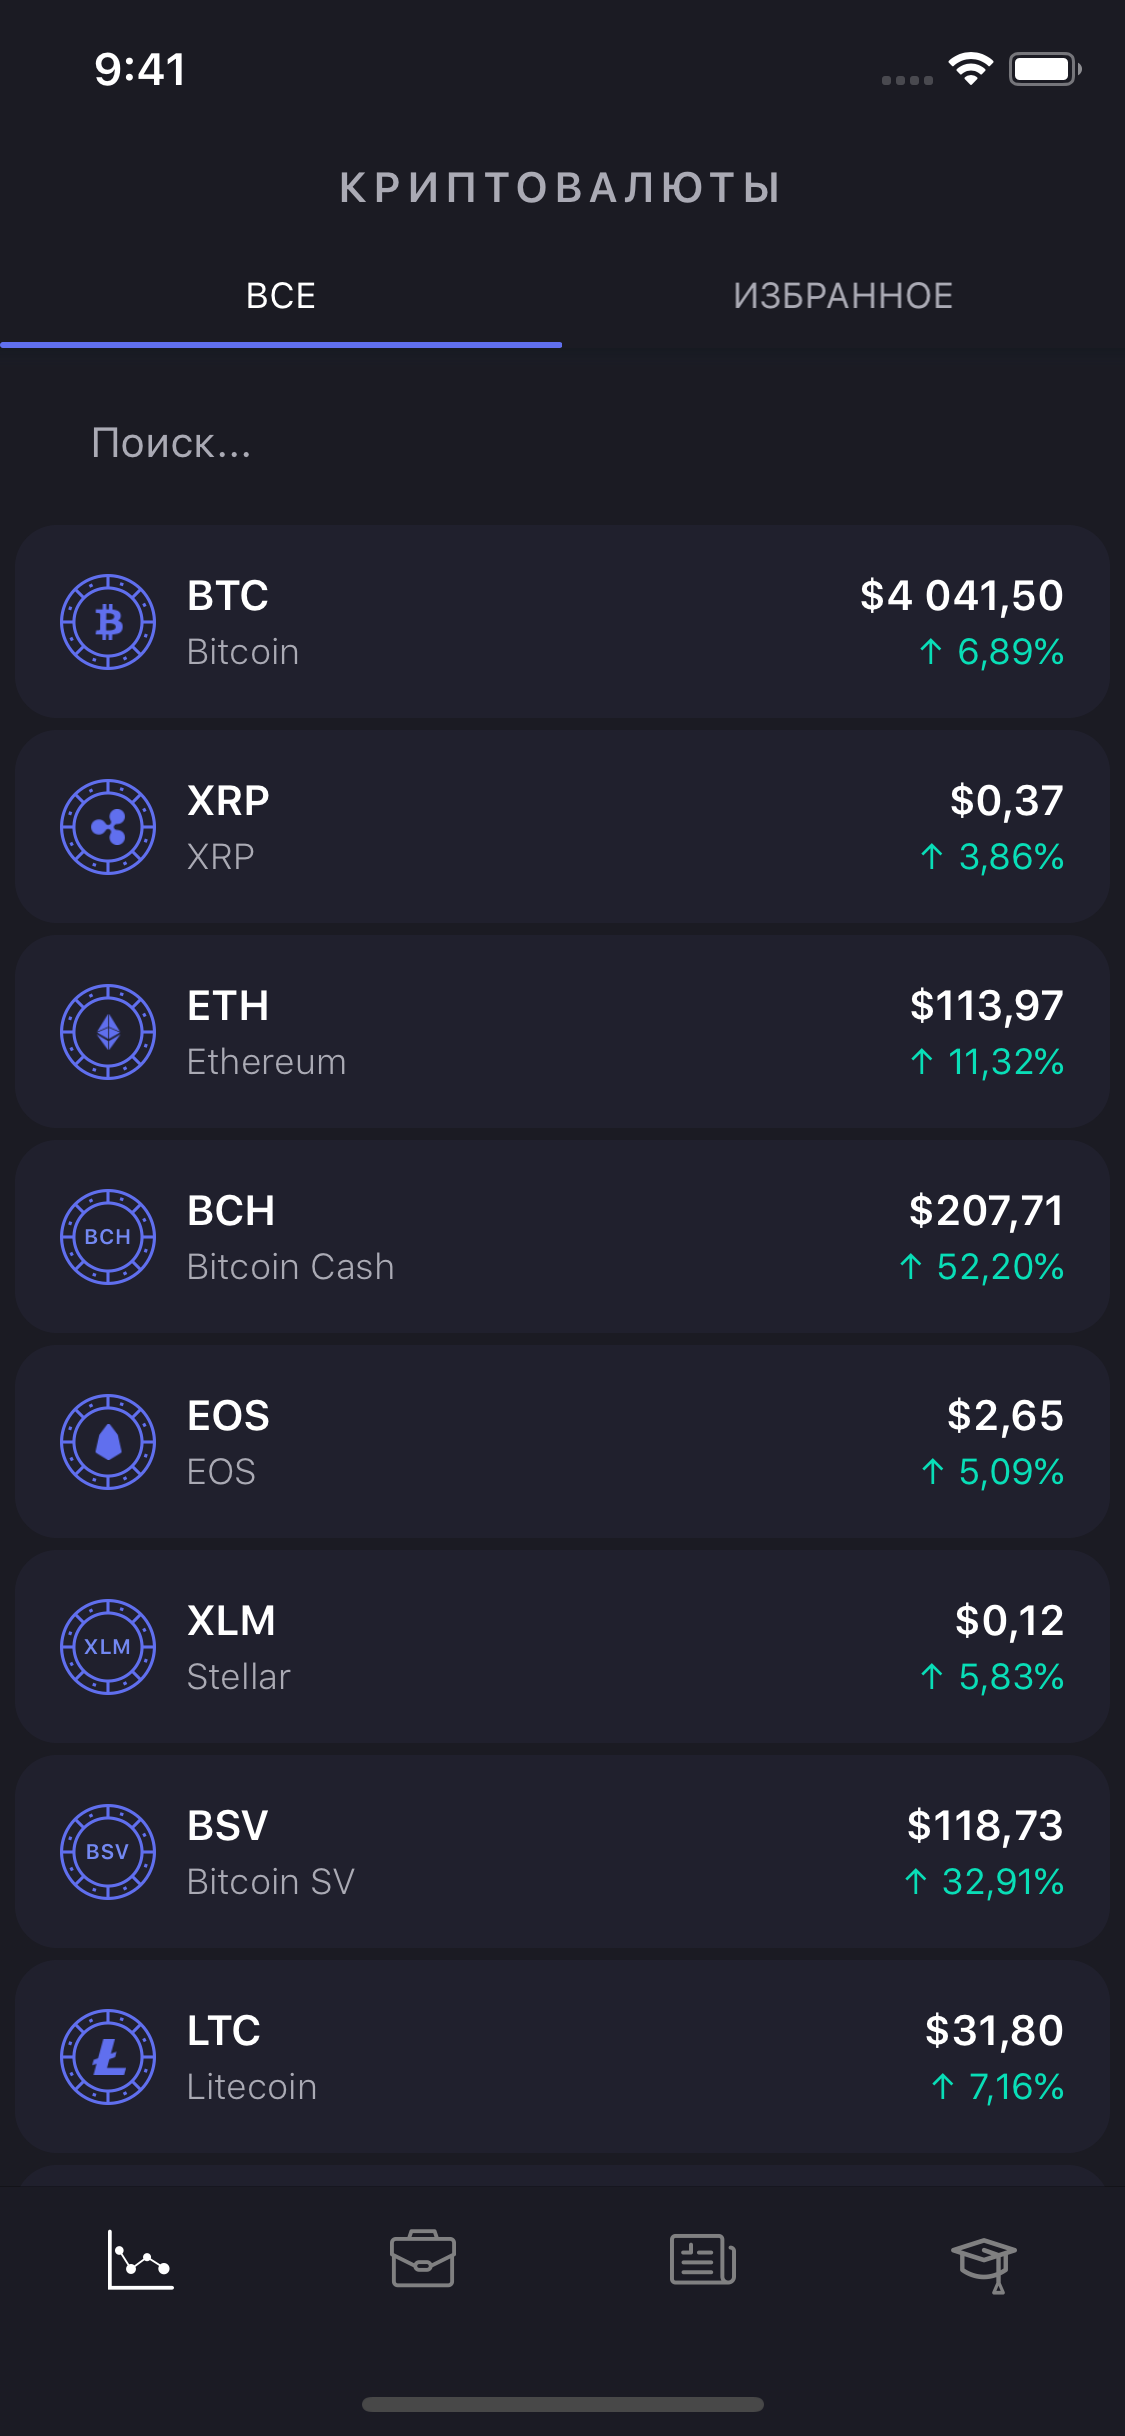 9:41
КРИПТОВАЛЮТЫ
ВСЕ
ИЗБРАННОЕ
Поиск...
BTC
$4 041,50
Bitcoin
↑ 6,89%
XRP
$0,37
XRP
↑ 3,86%
ETH
$113,97
Ethereum
↑ 11,32%
BCH
BCH
$207,71
Bitcoin Cash
↑ 52,20%
EOS
$2,65
EOS
↑ 5,09%
XLM
XLM
$0,12
Stellar
↑ 5,83%
BSV
BSV
$118,73
Bitcoin SV
↑ 32,91%
LTC
$31,80
Litecoin
↑ 7,16%